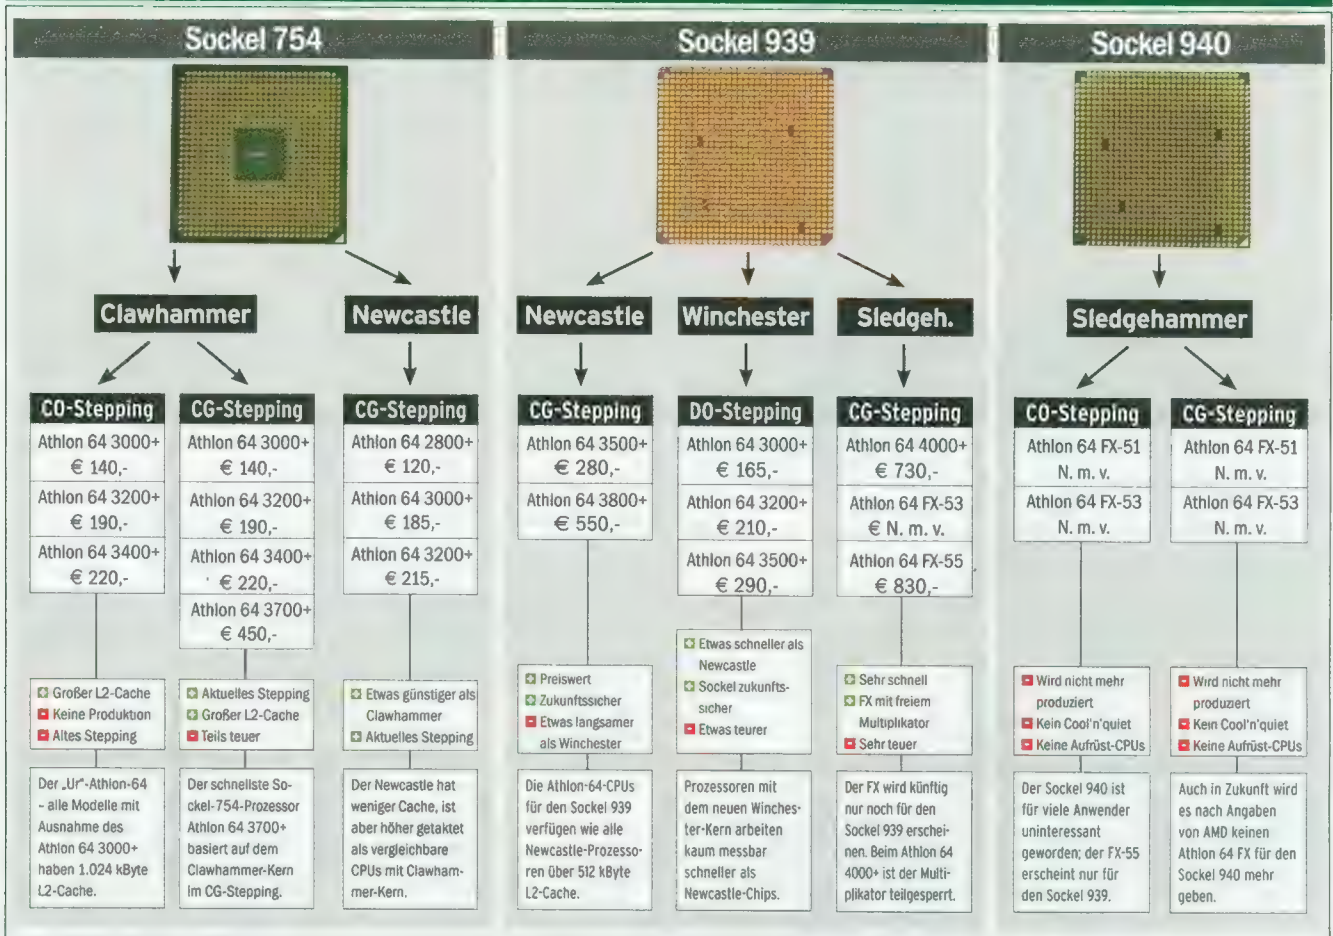 Sockel 754
Clawhammer
CO-Stepping
Athlon 64 3000+
€ 140,-
Athlon 64 3200+
€ 190,-
Athlon 64 3400+
€ 220,-
Großer L2-Cache
Keine Produktion
Altes Stepping
Der „Ur"-Athlon-64
- alle Modelle mit
Ausnahme des
Athlon 64 3000+
haben 1.024 kByte
L2-Cache.
CG-Stepping
Athlon 64 3000+
€ 140,-
Athlon 64 3200+
€ 190,-
Athlon 64 3400+
€ 220,-
Athlon 64 3700+
€ 450,-
Aktuelles Stepping
Großer L2-Cache
Teils teuer
Der schnellste So-
ckel-754-Prozessor
Athlon 64 3700+
basiert auf dem
Clawhammer-Kern
im CG-Stepping.
Newcastle
CG-Stepping
Athlon 64 2800+
€ 120,-
Athlon 64 3000+
€ 185,-
Athlon 64 3200+
€ 215,-
Etwas günstiger als
Clawhammer
Aktuelles Stepping
Der Newcastle hat
weniger Cache, ist
aber höher getaktet
als vergleichbare
CPUs mit Clawham-
mer-Kern.
Sockel 939
Newcastle
CG-Stepping
Athlon 64 3500+
€ 280,-
Athlon 64 3800+
€ 550,-
Preiswert
Zukunftssicher
Etwas langsamer
als Winchester
Die Athlon-64-CPUs
für den Sockel 939
verfügen wie alle
Newcastle-Prozesso-
ren über 512 kByte
L2-Cache.
Winchester
DO-Stepping
Athlon 64 3000+
€ 165,-
Athlon 64 3200+
€ 210,-
Athlon 64 3500+
€ 290,-
Etwas schneller als
Newcastle
Sockel zukunfts-
sicher
Etwas teurer
Prozessoren mit
dem neuen Winches-
ter-Kern arbeiten
kaum messbar
schneller als
Newcastle-Chips.
Sledgeh.
CG-Stepping
Athlon 64 4000+
€ 730,-
Athlon 64 FX-53
€ N. m. v.
Athlon 64 FX-55
€ 830,-
Sehr schnell
FX mit freiem
Multiplikator
Sehr teuer
Der FX wird künftig
nur noch für den
Sockel 939 erschei-
nen. Beim Athlon 64
4000+ ist der Multi-
plikator teilgesperrt.
Sockel 940
Sledgehammer
CO-Stepping
Athlon 64 FX-51
N. m. v.
Athlon 64 FX-53
N. m. v.
Wird nicht mehr
produziert
Kein Cool'n'quiet
Keine Aufrüst-CPUs
Der Sockel 940 ist
für viele Anwender
uninteressant
geworden; der FX-55
erscheint nur für
den Sockel 939.
CG-Stepping
Athlon 64 FX-51
N. m. v.
Athlon 64 FX-53
N. m. v.
Wird nicht mehr
produziert
Kein Cool'n'quiet
Keine Aufrüst-CPUs
Auch in Zukunft wird
es nach Angaben
von AMD keinen
Athlon 64 FX für den
Sockel 940 mehr
geben.